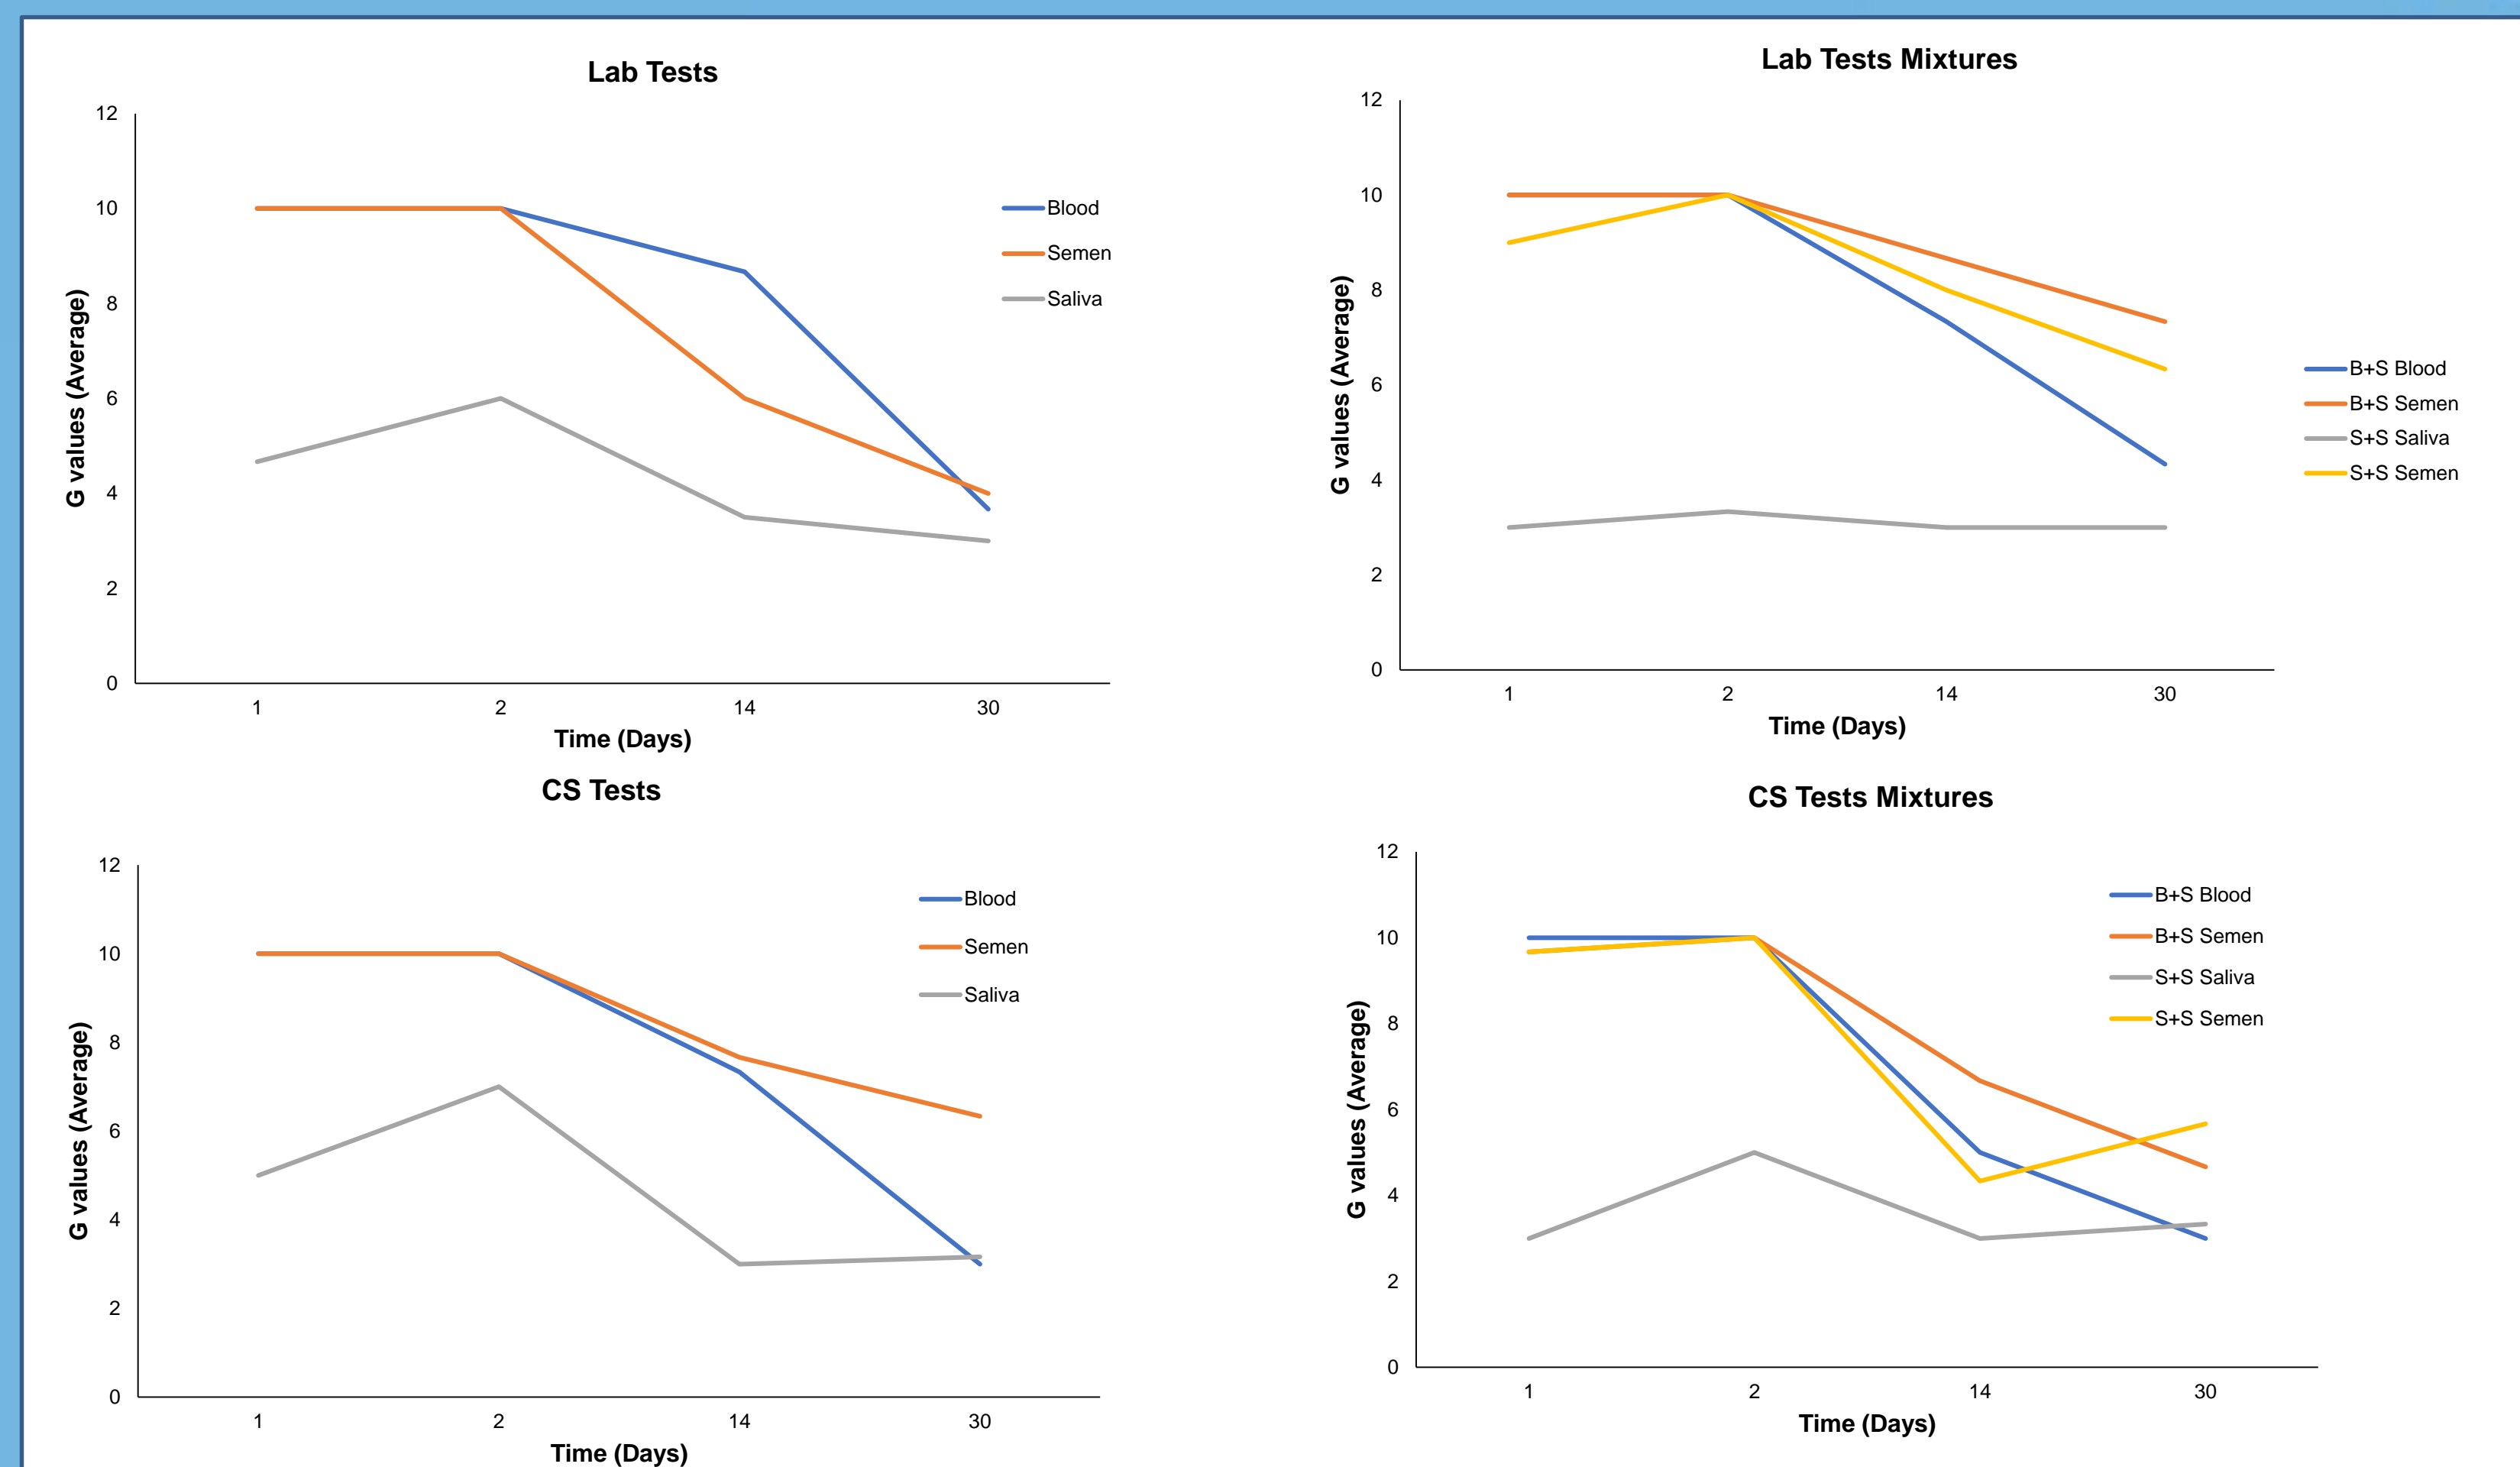 Lab Tests
12
10
8
6
4
2
0
G values (Average)
1 2 14 30
Time (Days)
Blood
Semen
Saliva
Lab Tests Mixtures
12
10
8
6
4
2
0
G values (Average)
1 2 14 30
Time (Days)
B+S Blood
B+S Semen
S+S Saliva
S+S Semen
CS Tests
12
10
8
6
4
2
0
G values (Average)
1 2 14 30
Time (Days)
Blood
Semen
Saliva
CS Tests Mixtures
12
10
8
6
4
2
0
G values (Average)
1 2 14 30
Time (Days)
B+S Blood
B+S Semen
S+S Saliva
S+S Semen